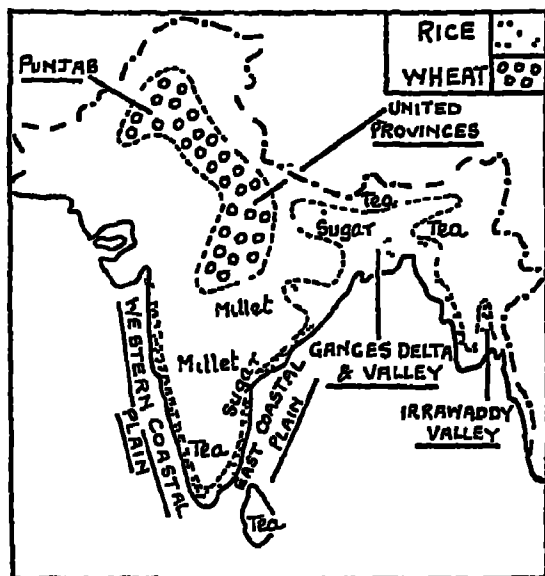 RICE
WHEAT
PUNJAB
UNITED
PROVINCES
Tea
Sugar
Tea
Millet
Millet
Sugar
GANGES DELTA
& VALLEY
IRRAWADDY
VALLEY
WESTERN COASTAL
PLAIN
EAST COASTAL
PLAIN
Tea
Tea